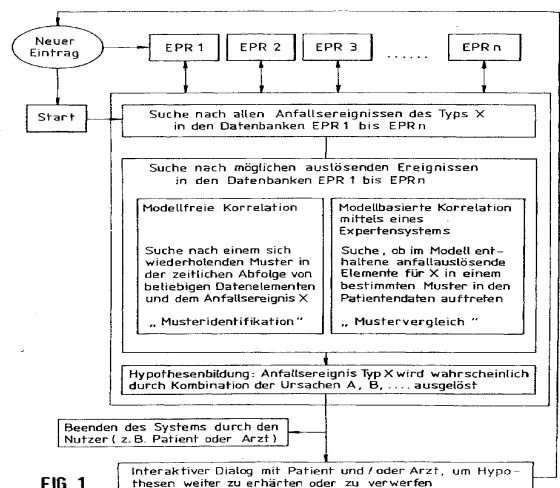 Neuer
Eintrag
EPR 1
EPR 2
EPR 3
......
EPR n
Start
Suche nach allen Anfallsereignissen des Typs X
in den Datenbanken EPR 1 bis EPR n
Suche nach möglichen auslösenden Ereignissen
in den Datenbanken EPR 1 bis EPR n
Modellfreie Korrelation
Suche nach einem sich
wiederholenden Muster in
der zeitlichen Abfolge von
beliebigen Datenelementen
und dem Anfallsereignis X
„ Musteridentifikation "
Modellbasierte Korrelation
mittels eines
Expertensystems
Suche, ob im Modell ent-
haltene anfallauslösende
Elemente für X in einem
bestimmten Muster in den
Patientendaten auftreten
„ Mustervergleich "
Hypothesenbildung: Anfallsereignis Typ X wird wahrscheinlich
durch Kombination der Ursachen A, B, .... ausgelöst
Beenden des Systems durch den
Nutzer ( z. B. Patient oder Arzt )
Interaktiver Dialog mit Patient und / oder Arzt, um Hypo-
thesen weiter zu erhärten oder zu verwerfen
FIG 1